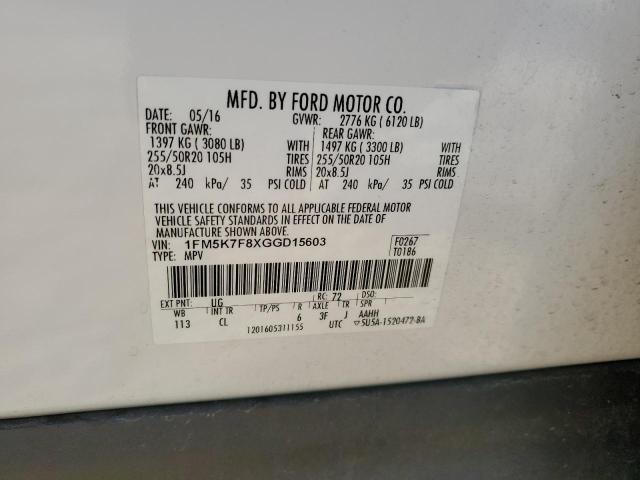 MFD. BY FORD MOTOR CO.
DATE: 05/16 GVWR: 2776 KG ( 6120 LB)
FRONT GAWR: REAR GAWR:
1397 KG ( 3080 LB) WITH 1497 KG ( 3300 LB) WITH
255/50R20 105H TIRES 255/50R20 105H TIRES
20x8.5J RIMS 20x8.5J RIMS
AT 240 kPa/ 35 PSI COLD AT 240 kPa/ 35 PSI COLD
THIS VEHICLE CONFORMS TO ALL APPLICABLE FEDERAL MOTOR
VEHICLE SAFETY STANDARDS IN EFFECT ON THE DATE OF
MANUFACTURE SHOWN ABOVE.
VIN: 1FM5K7F8XGGD15603 F0267
TYPE: MPV T0186
EXT PNT: UG RC: 72 DSO:
WB INT TR TP/PS R AXLE TR SPR
113 CL 6 3F J AAHH
1201605311155 UTC ▽5U5A-1520472-BA